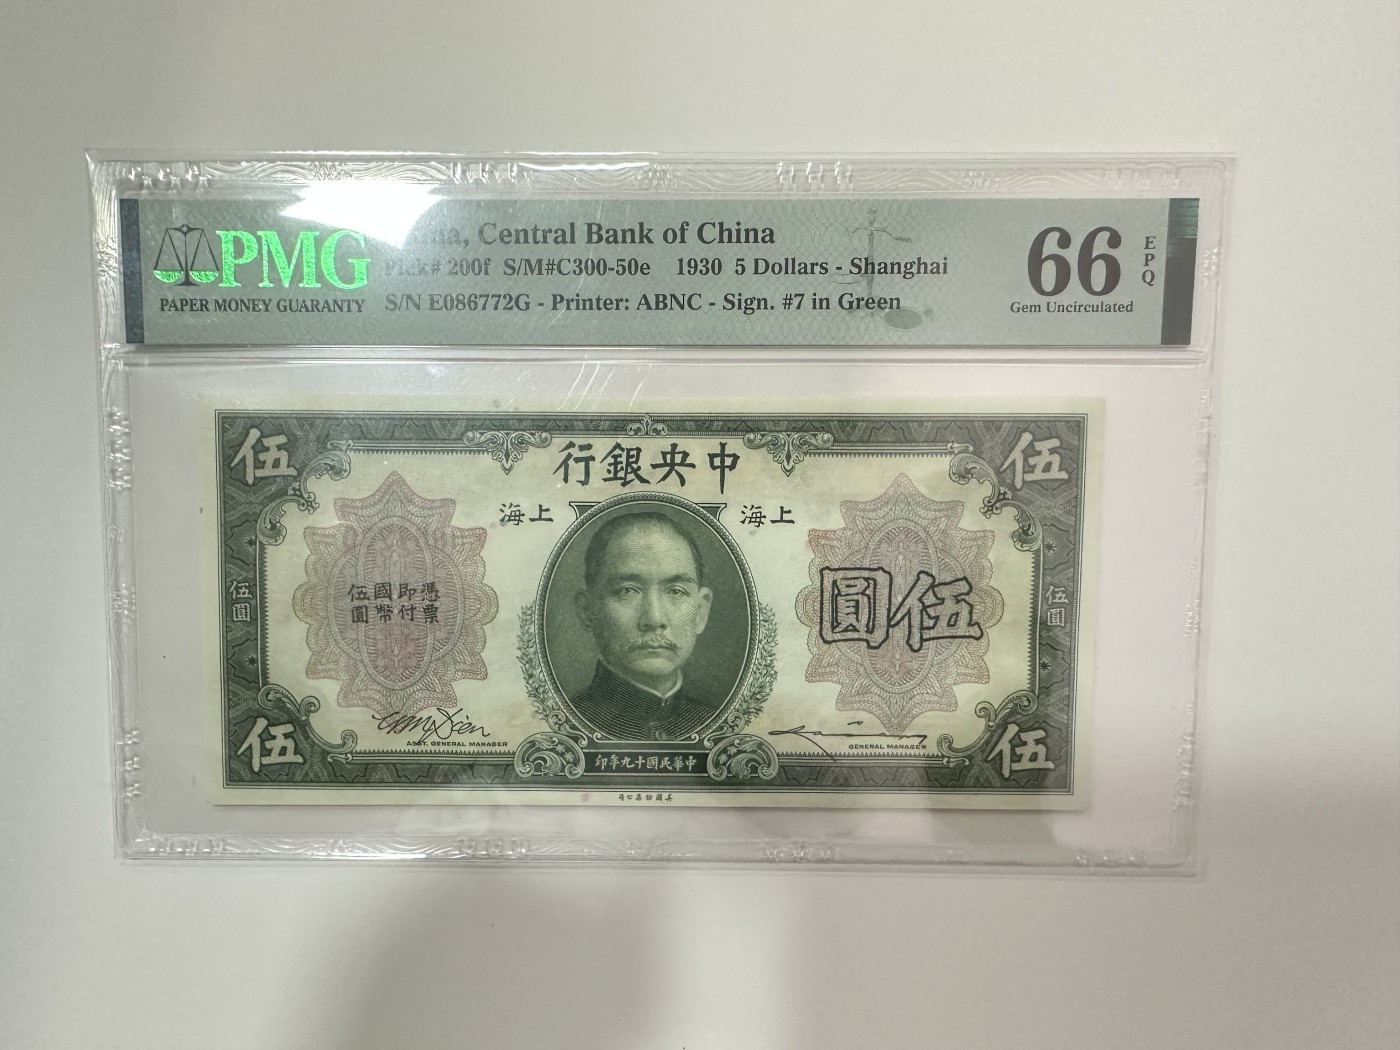 PMG
PAPER MONEY GUARANTY
China, Central Bank of China
Pick# 200f S/M#C300-50e 1930 5 Dollars - Shanghai
S/N E086772G - Printer: ABNC - Sign. #7 in Green
66
EPQ
Gem Uncirculated
伍
行銀央中
伍
海上
海上
憑票
即付
國幣
伍圓
圓伍
伍圓
伍圓
ASST. GENERAL MANAGER
GENERAL MANAGER
伍
印年九十國民華中
伍